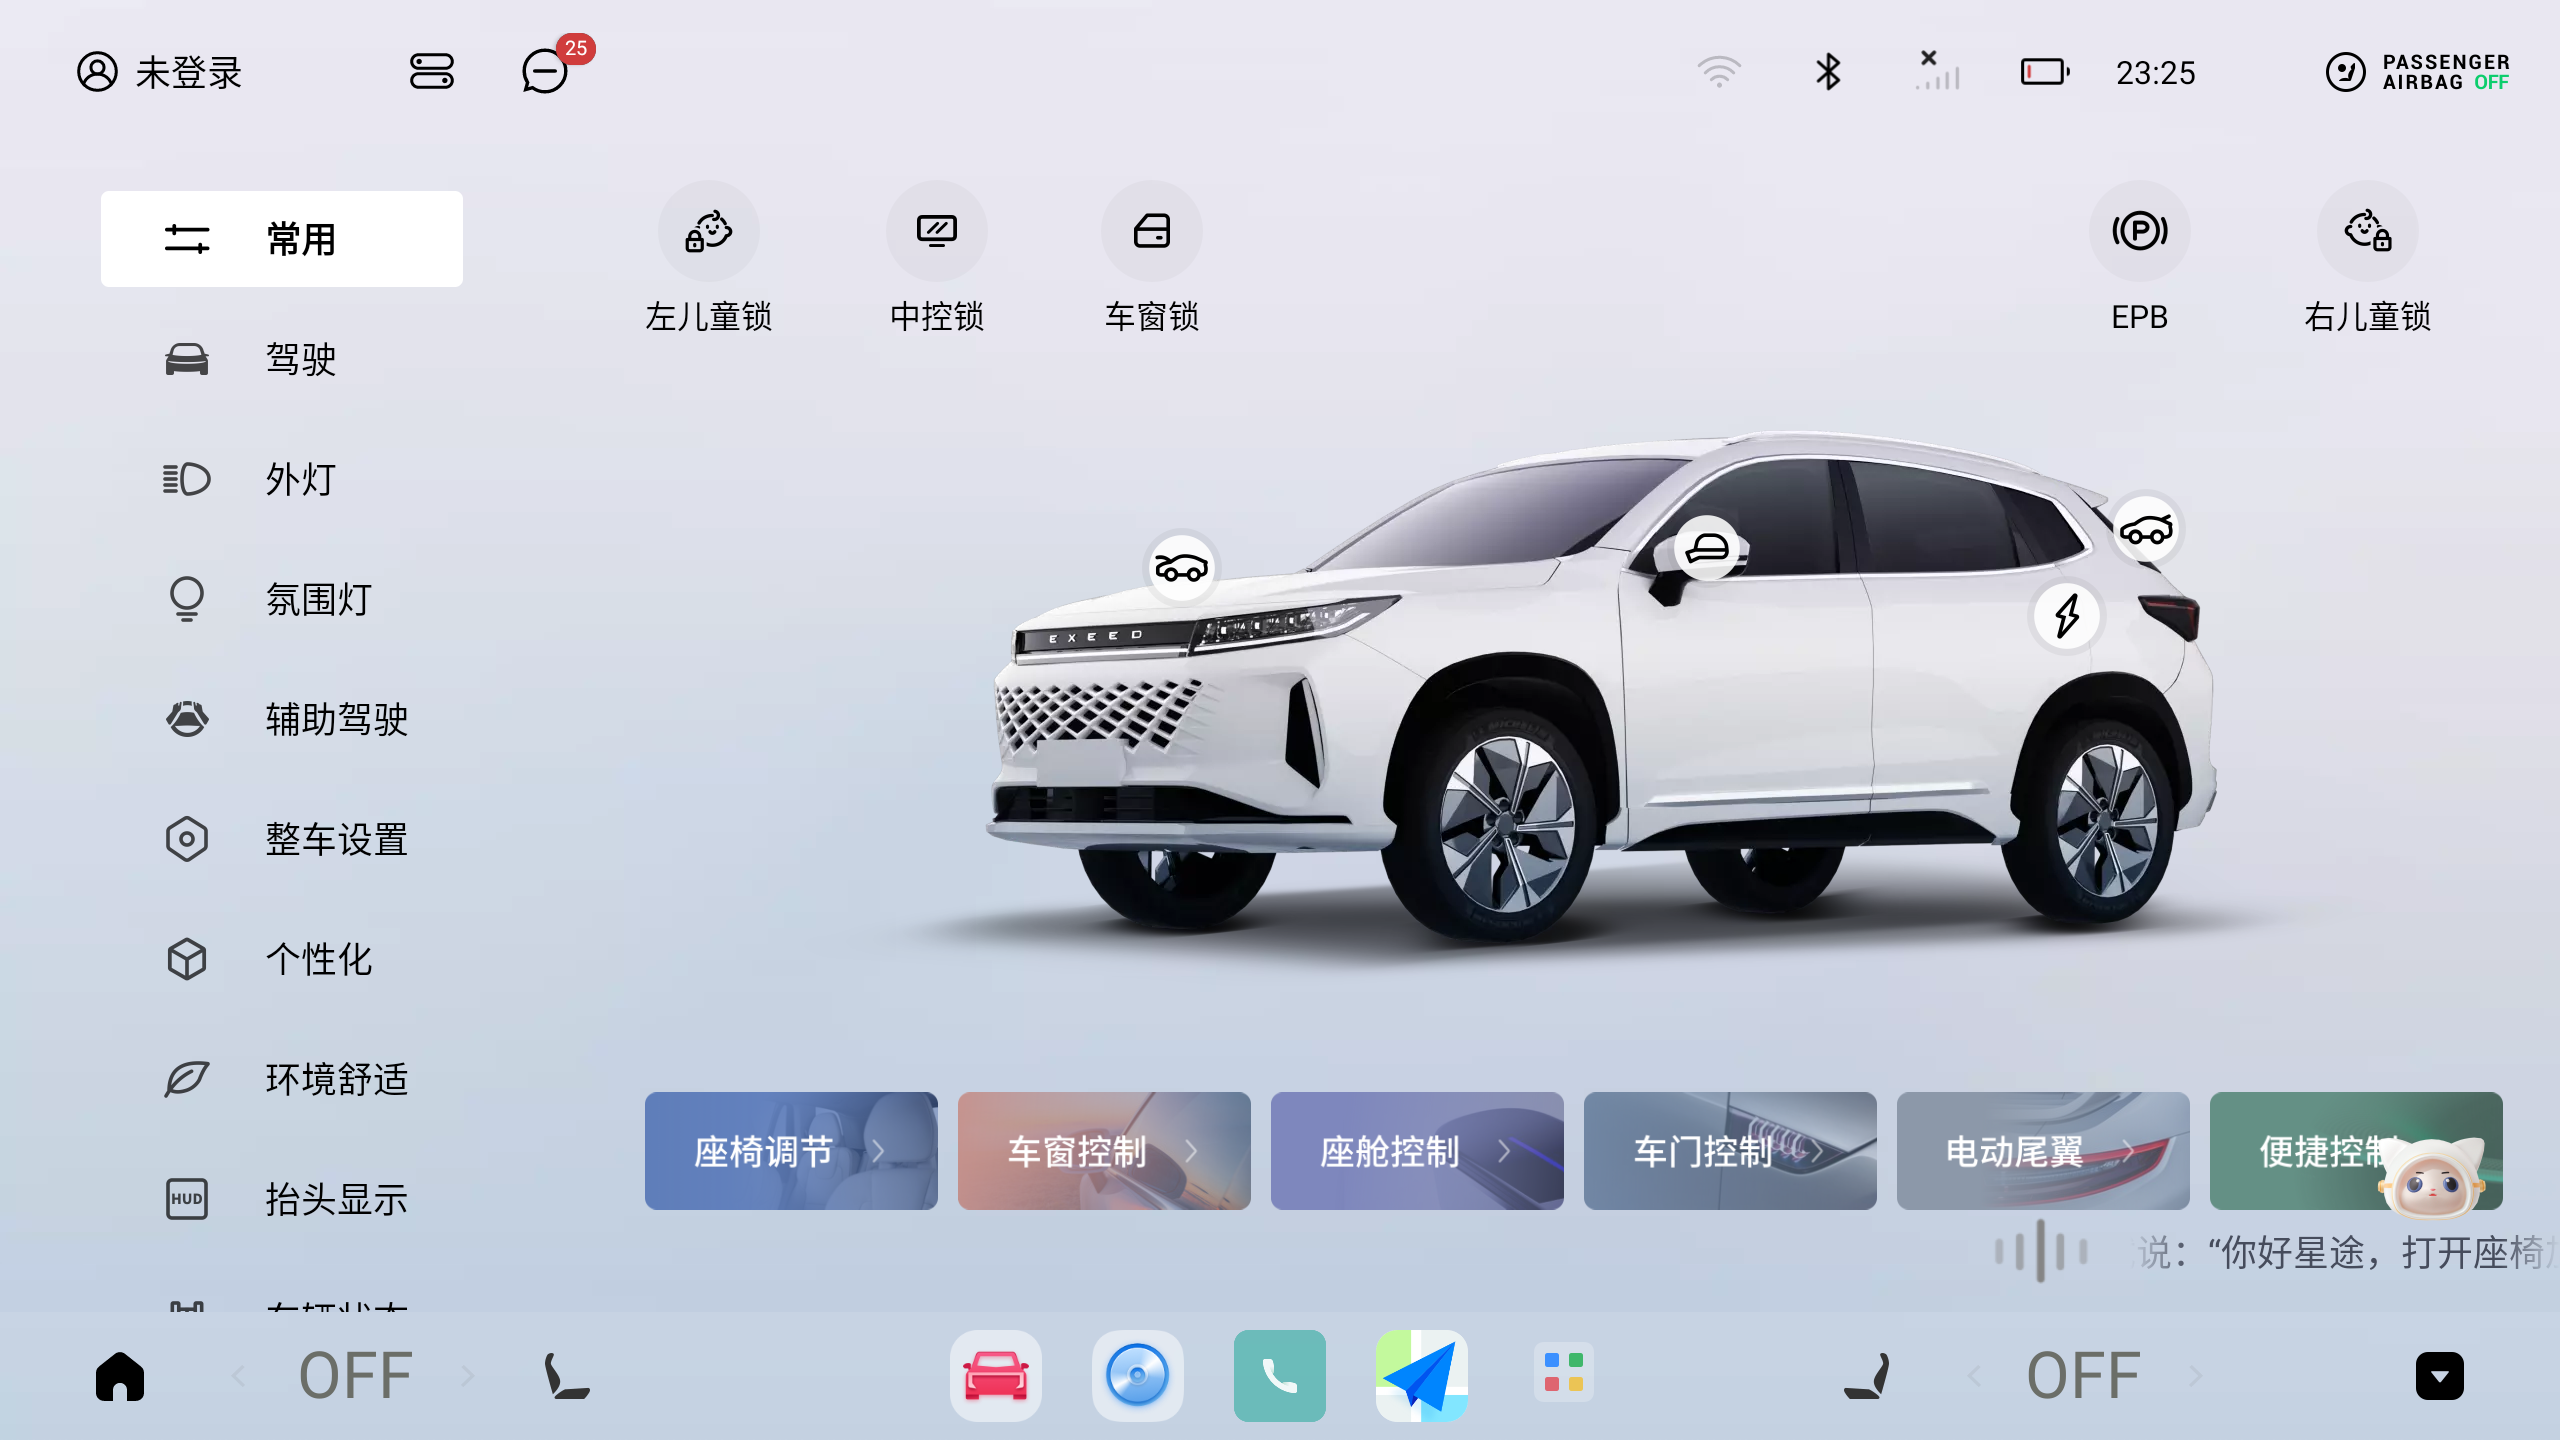 未登录
25
23:25
PASSENGER
AIRBAG OFF
常用
驾驶
外灯
氛围灯
辅助驾驶
整车设置
个性化
环境舒适
HUD
抬头显示
左儿童锁
中控锁
车窗锁
EPB
右儿童锁
EXEED
座椅调节
车窗控制
座舱控制
车门控制
电动尾翼
便捷控制
说：“你好星途，打开座椅
OFF
OFF